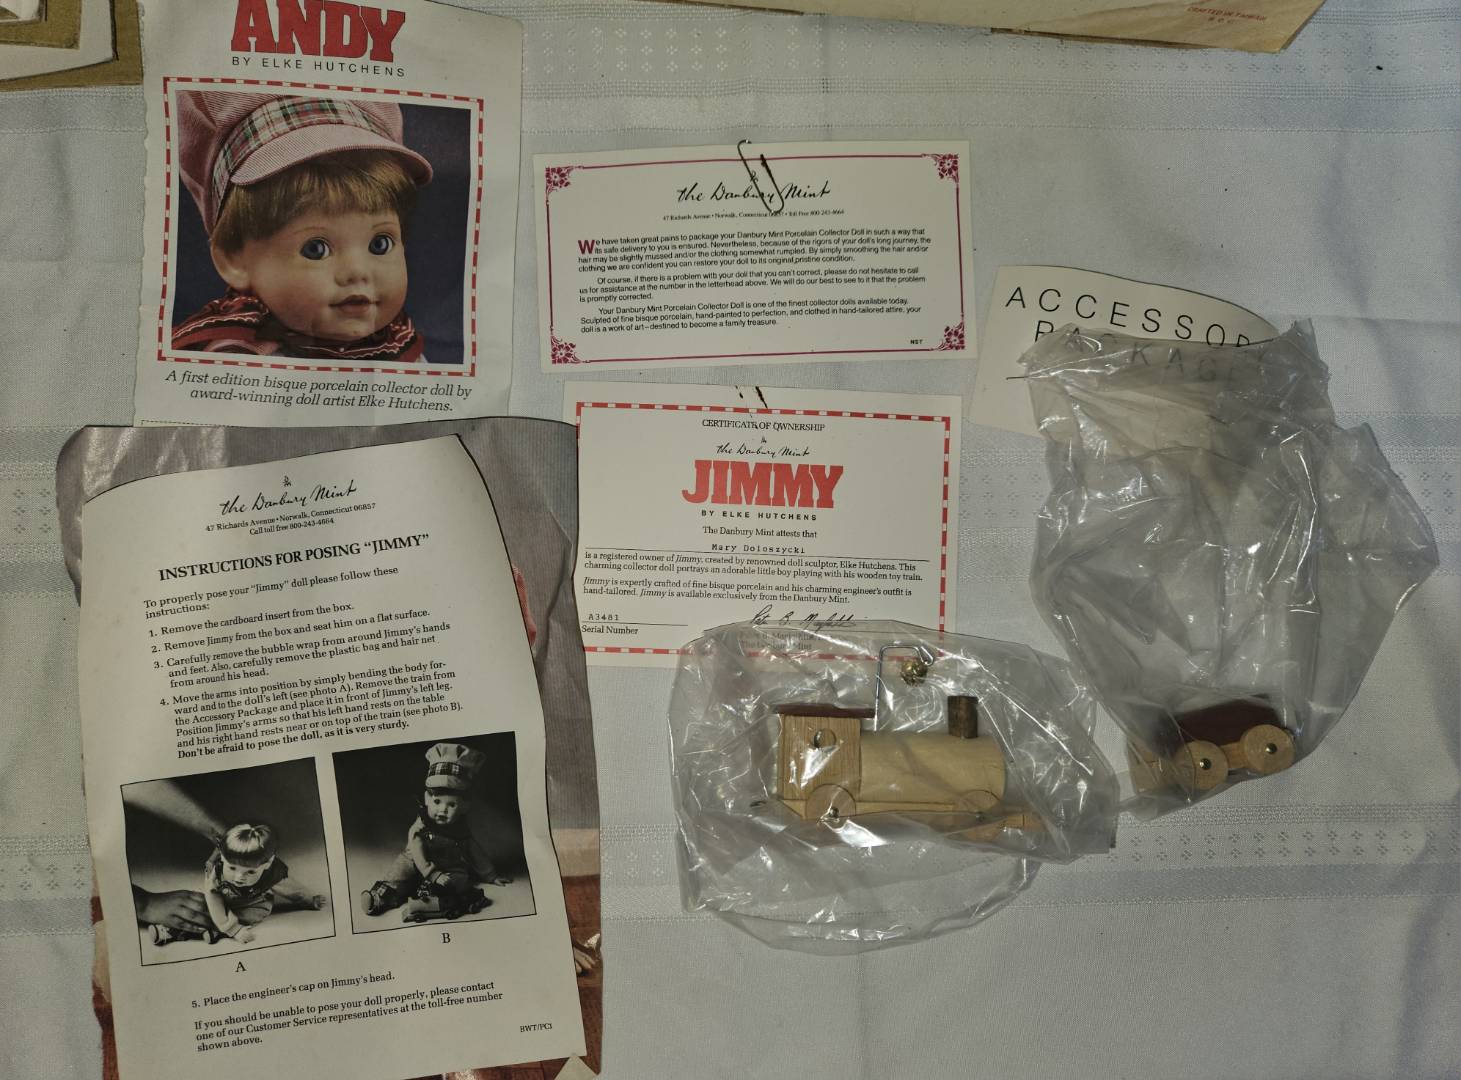 ANDY
BY ELKE HUTCHENS
A first edition bisque porcelain collector doll by
award-winning doll artist Elke Hutchens.
CRAFTED IN TAIWAN
R.O.C.
the Danbury Mint
47 Richards Avenue • Norwalk, Connecticut 06857 • Toll Free 800-243-4664
We have taken great pains to package your Danbury Mint Porcelain Collector Doll in such a way that
its safe delivery to you is ensured. Nevertheless, because of the rigors of your doll's long journey, the
hair may be slightly mussed and/or the clothing somewhat rumpled. By simply smoothing the hair and/or
clothing we are confident you can restore your doll to its original pristine condition.
Of course, if there is a problem with your doll that you can't correct, please do not hesitate to call
us for assistance at the number in the letterhead above. We will do our best to see to it that the problem
is promptly corrected.
Your Danbury Mint Porcelain Collector Doll is one of the finest collector dolls available today.
Sculpted of fine bisque porcelain, hand-painted to perfection, and clothed in hand-tailored attire, your
doll is a work of art—destined to become a family treasure.
ACCESSORY
PACKAGE
CERTIFICATE OF OWNERSHIP
the Danbury Mint
JIMMY
BY ELKE HUTCHENS
The Danbury Mint attests that
Mary Doloszycki
is a registered owner of Jimmy, created by renowned doll sculptor, Elke Hutchens. This
charming collector doll portrays an adorable little boy playing with his wooden toy train.
Jimmy is expertly crafted of fine bisque porcelain and his charming engineer's outfit is
hand-tailored. Jimmy is available exclusively from the Danbury Mint.
A3481
Serial Number
The Danbury Mint
the Danbury Mint
47 Richards Avenue • Norwalk, Connecticut 06857
Call toll free 800-243-4664
INSTRUCTIONS FOR POSING "JIMMY"
To properly pose your "Jimmy" doll please follow these
instructions:
1. Remove the cardboard insert from the box.
2. Remove Jimmy from the box and seat him on a flat surface.
3. Carefully remove the bubble wrap from around Jimmy's hands
and feet. Also, carefully remove the plastic bag and hair net
from around his head.
4. Move the arms into position by simply bending the body for-
ward and to the doll's left (see photo A). Remove the train from
the Accessory Package and place it in front of Jimmy's left leg.
Position Jimmy's arms so that his left hand rests on the table
and his right hand rests near or on top of the train (see photo B).
Don't be afraid to pose the doll, as it is very sturdy.
A
B
5. Place the engineer's cap on Jimmy's head.
If you should be unable to pose your doll properly, please contact
one of our Customer Service representatives at the toll-free number
shown above.